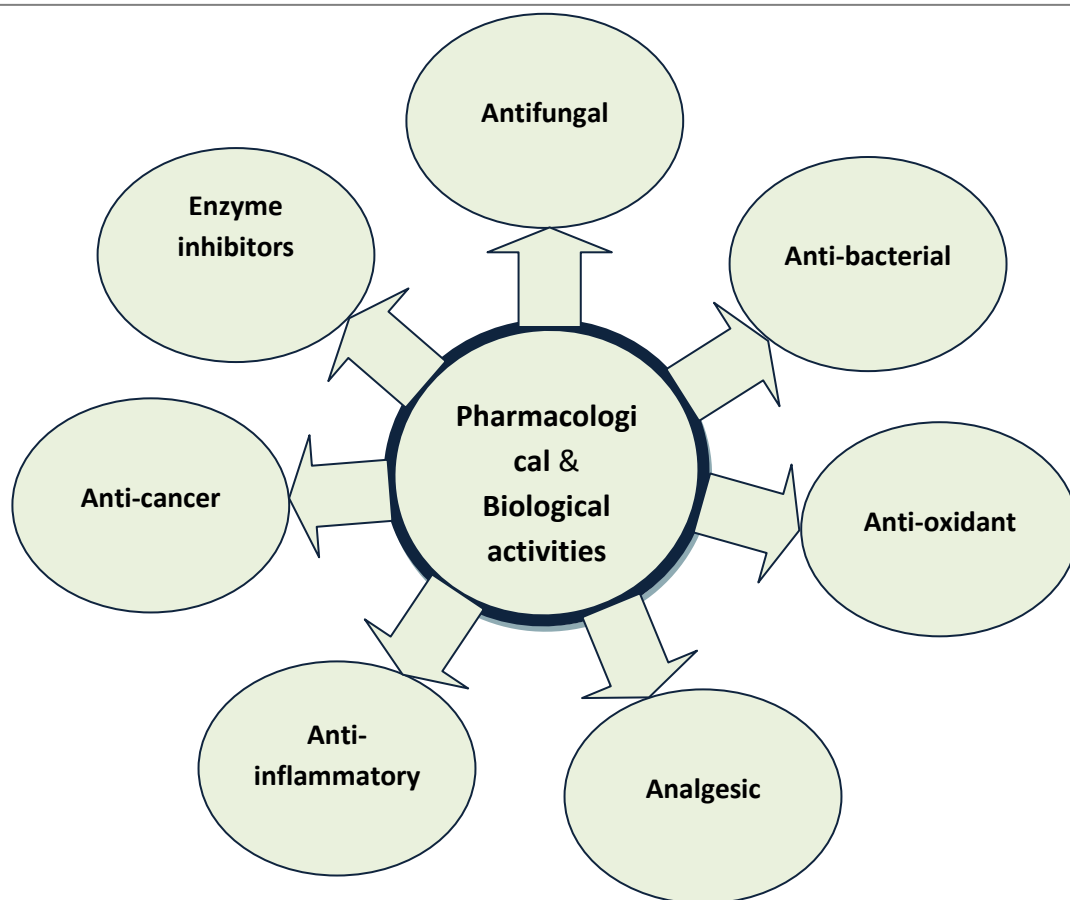 Antifungal
Enzyme
inhibitors
Anti-bacterial
Pharmacologi
cal &
Biological
activities
Anti-cancer
Anti-oxidant
Anti-
inflammatory
Analgesic